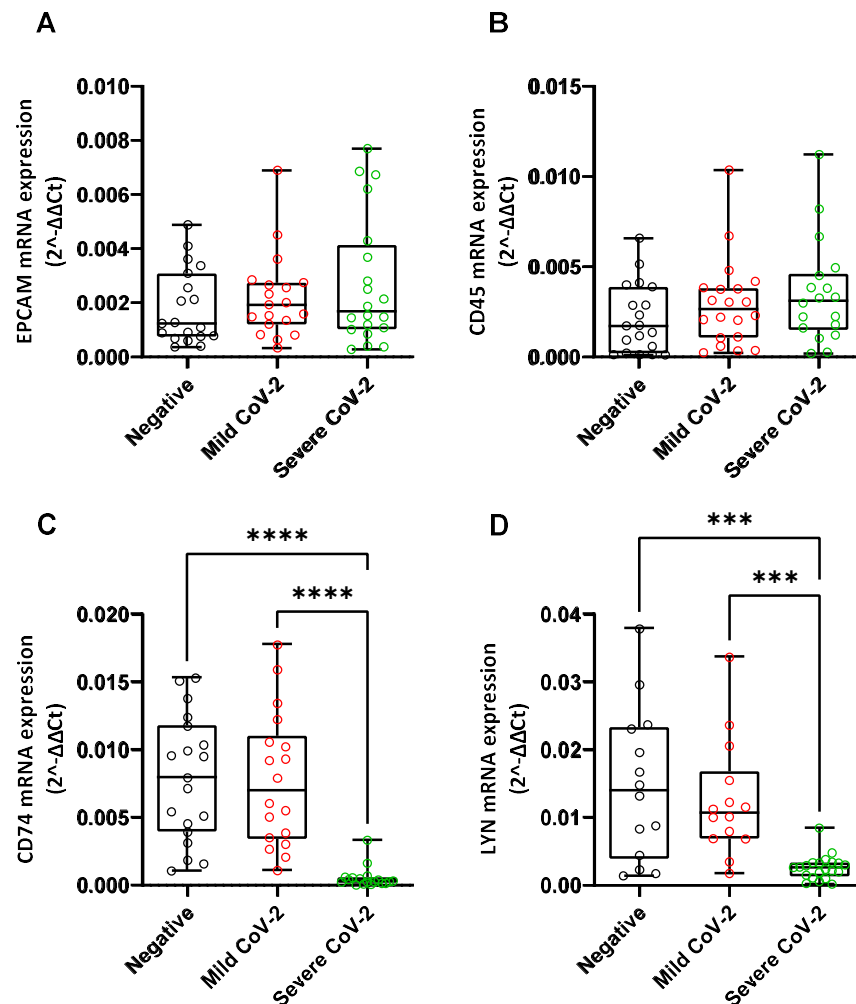 A
EPCAM mRNA expression
(2^-ΔΔCt)
0.010
0.008
0.006
0.004
0.002
0.000
Negative
Mild CoV-2
Severe CoV-2
B
CD45 mRNA expression
(2^-ΔΔCt)
0.015
0.010
0.005
0.000
Negative
Mild CoV-2
Severe CoV-2
C
CD74 mRNA expression
(2^-ΔΔCt)
****
****
0.020
0.015
0.010
0.005
0.000
Negative
Mild CoV-2
Severe CoV-2
D
LYN mRNA expression
(2^-ΔΔCt)
***
***
0.04
0.03
0.02
0.01
0.00
Negative
Mild CoV-2
Severe CoV-2